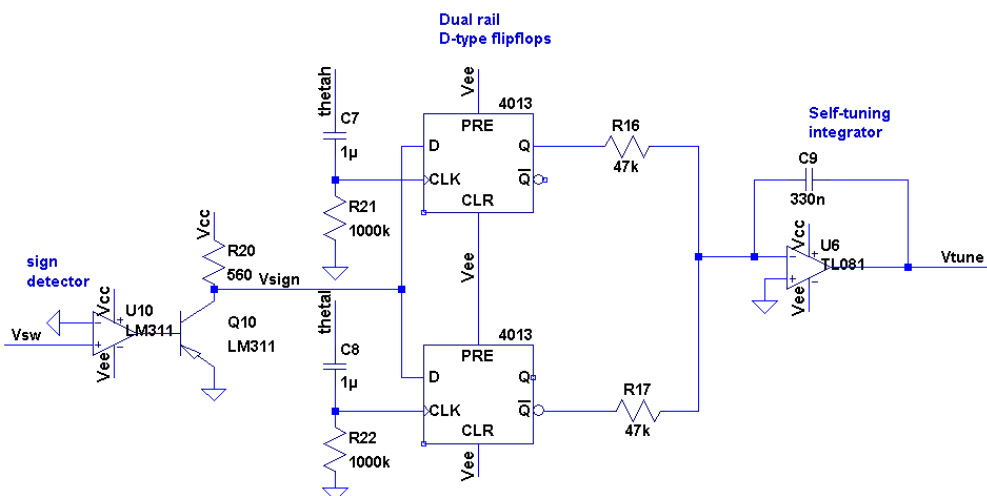 Dual rail
D-type flipflops
Vee
4013
thetah
C7
1µ
PRE
D
Q
CLK
Q
CLR
R16
47k
Self-tuning
integrator
C9
330n
R21
1000k
Vcc
R20
560
Vsign
sign
detector
Vcc
U10
LM311
Vsw
Vee
Q10
LM311
Vee
Vcc
U6
TL081
Vee
Vtune
thetal
C8
1µ
4013
PRE
D
Q
CLK
Q
CLR
R17
47k
R22
1000k
Vee